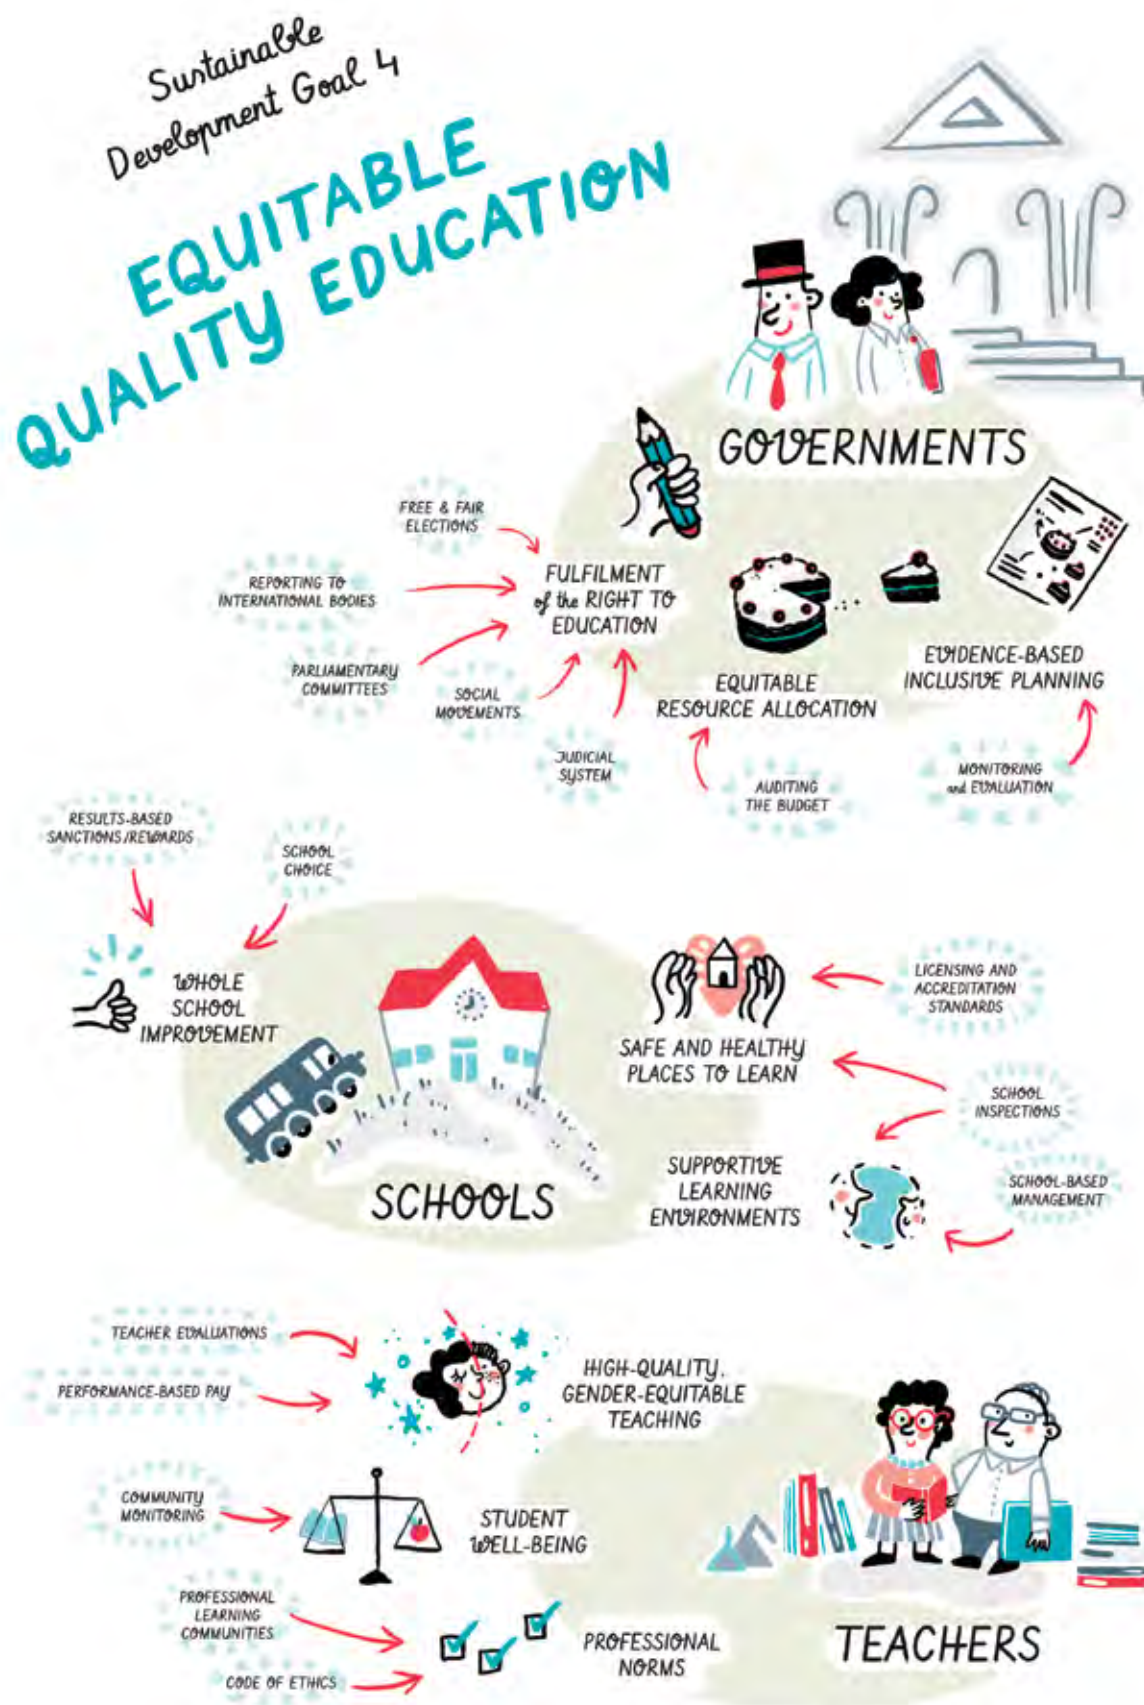 Sustainable
Development Goal 4
EQUITABLE
QUALITY EDUCATION
GOVERNMENTS
FREE & FAIR
ELECTIONS
REPORTING TO
INTERNATIONAL BODIES
PARLIAMENTARY
COMMITTEES
SOCIAL
MOVEMENTS
JUDICIAL
SYSTEM
FULFILMENT
of the RIGHT TO
EDUCATION
EQUITABLE
RESOURCE ALLOCATION
AUDITING
THE BUDGET
EVIDENCE-BASED
INCLUSIVE PLANNING
MONITORING
and EVALUATION
RESULTS-BASED
SANCTIONS/REWARDS
SCHOOL
CHOICE
WHOLE
SCHOOL
IMPROVEMENT
SCHOOLS
SAFE AND HEALTHY
PLACES TO LEARN
LICENSING AND
ACCREDITATION
STANDARDS
SCHOOL
INSPECTIONS
SUPPORTIVE
LEARNING
ENVIRONMENTS
SCHOOL-BASED
MANAGEMENT
TEACHER EVALUATIONS
PERFORMANCE-BASED PAY
HIGH-QUALITY,
GENDER-EQUITABLE
TEACHING
COMMUNITY
MONITORING
STUDENT
WELL-BEING
PROFESSIONAL
LEARNING
COMMUNITIES
CODE OF ETHICS
PROFESSIONAL
NORMS
TEACHERS